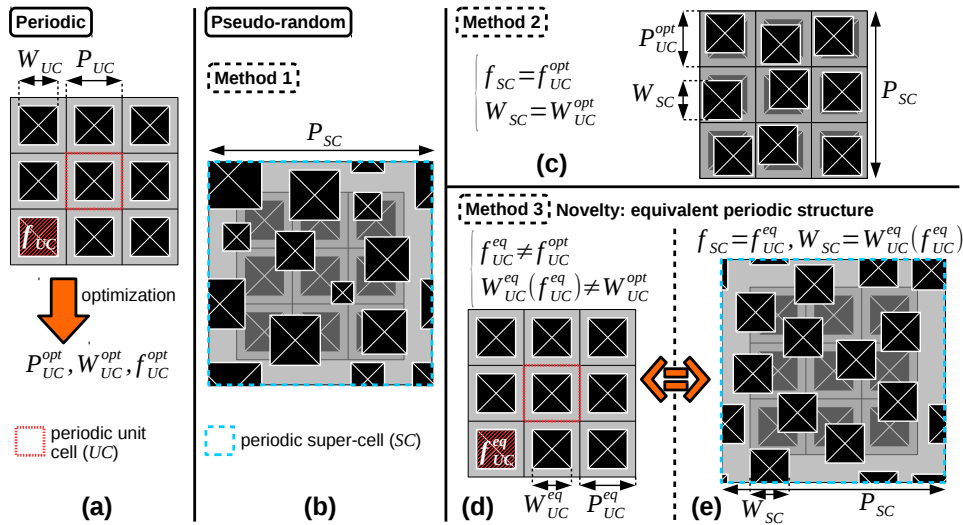 Periodic
W_UC
P_UC
f_UC
optimization
P_UC^opt, W_UC^opt, f_UC^opt
periodic unit
cell (UC)
(a)
Pseudo-random
Method 1
P_SC
periodic super-cell (SC)
(b)
Method 2
f_SC = f_UC^opt
W_SC = W_UC^opt
(c)
P_UC^opt
W_SC
P_SC
Method 3
Novelty: equivalent periodic structure
f_UC^eq ≠ f_UC^opt
W_UC^eq(f_UC^eq) ≠ W_UC^opt
f_UC^eq
(d)
W_UC^eq
P_UC^eq
f_SC = f_UC^eq, W_SC = W_UC^eq(f_UC^eq)
=
(e)
W_SC
P_SC